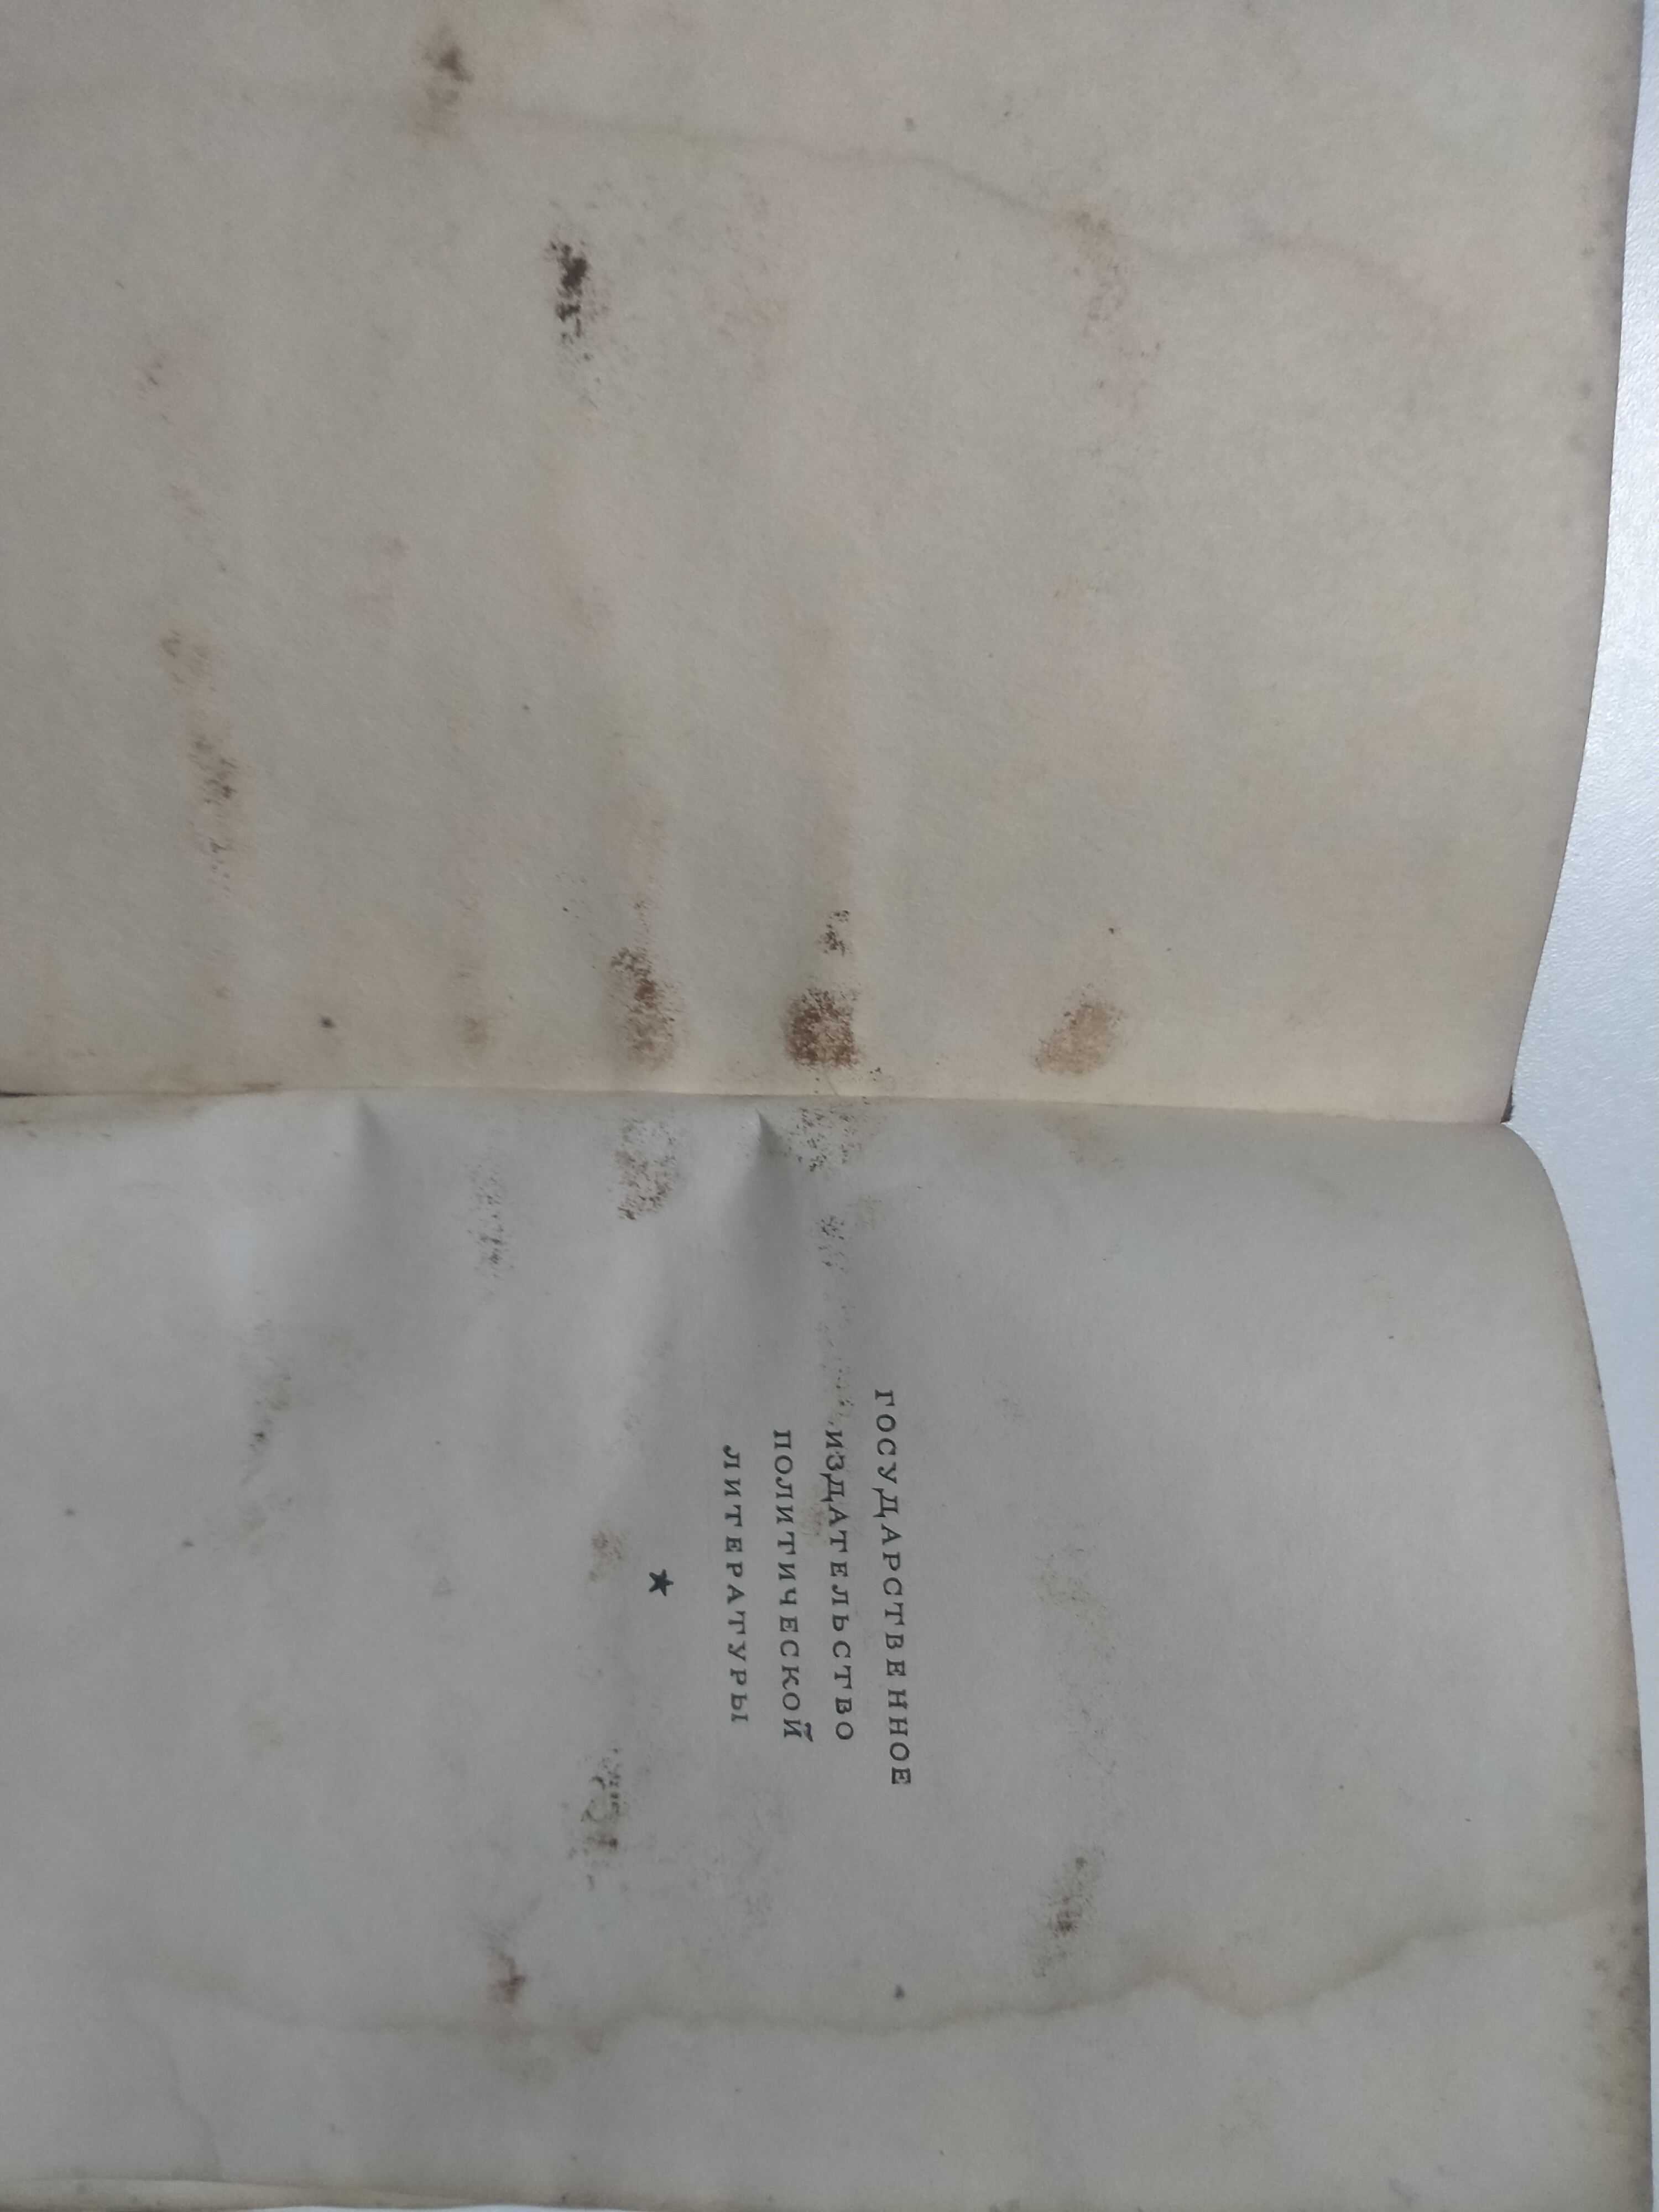 ГОСУДАРСТВЕННОЕ
ИЗДАТЕЛЬСТВО
ПОЛИТИЧЕСКОЙ
ЛИТЕРАТУРЫ